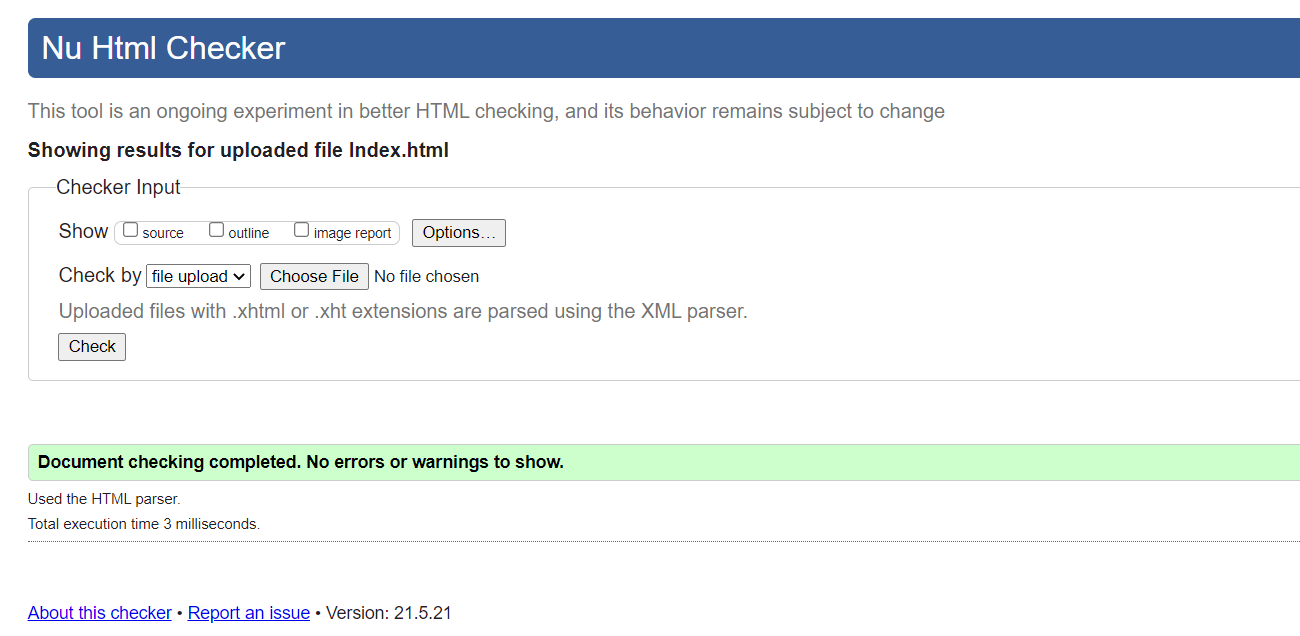 Nu Html Checker
This tool is an ongoing experiment in better HTML checking, and its behavior remains subject to change
Showing results for uploaded file Index.html
Checker Input
Show source outline image report Options...
Check by file upload Choose File No file chosen
Uploaded files with .xhtml or .xht extensions are parsed using the XML parser.
Check
Document checking completed. No errors or warnings to show.
Used the HTML parser.
Total execution time 3 milliseconds.
About this checker • Report an issue • Version: 21.5.21